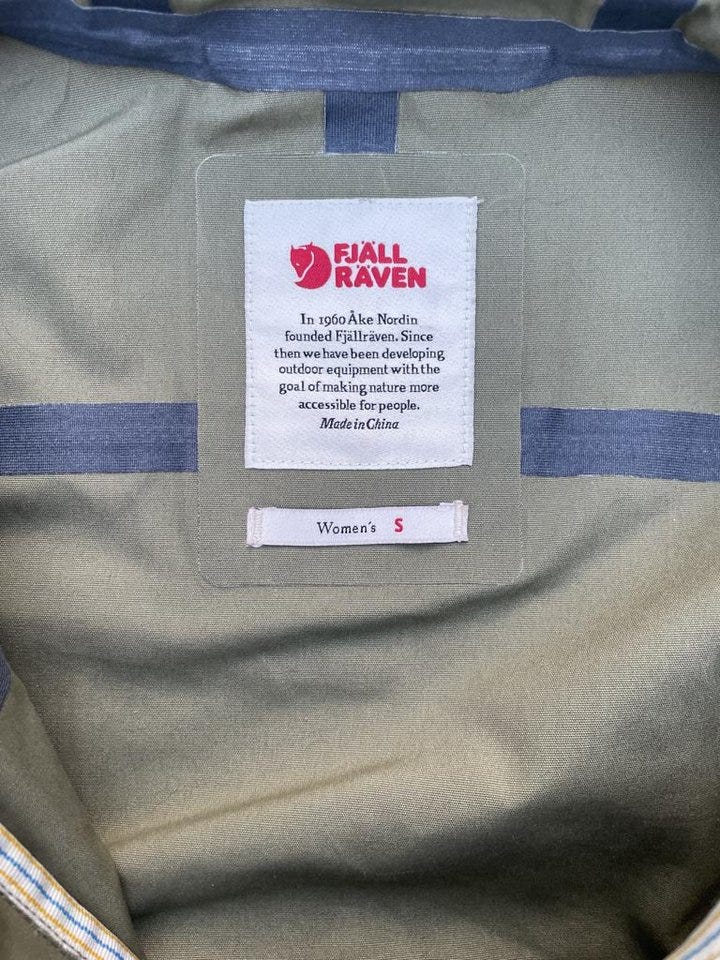 FJÄLL
RÄVEN
In 1960 Åke Nordin
founded Fjällräven. Since
then we have been developing
outdoor equipment with the
goal of making nature more
accessible for people.
Made in China
Women's S